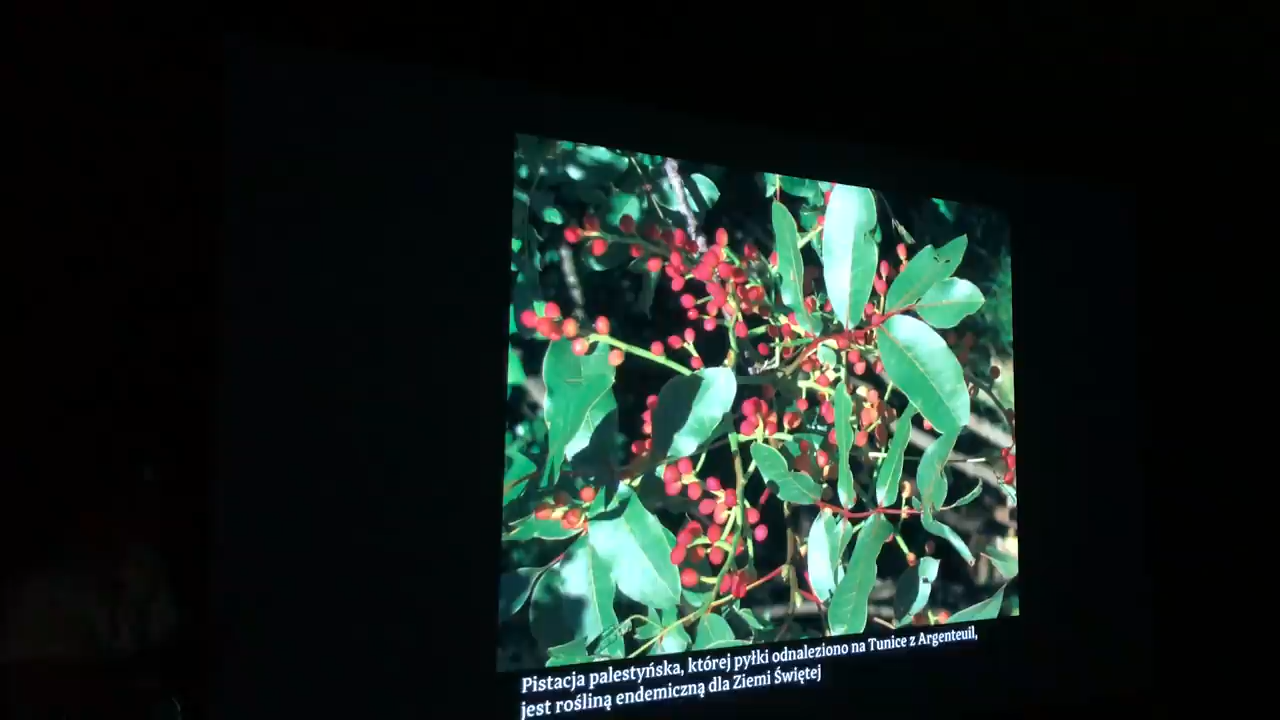 Pistacja palestyńska, której pyłki odnaleziono na Tunice z Argenteuil,
jest rośliną endemiczną dla Ziemi Świętej